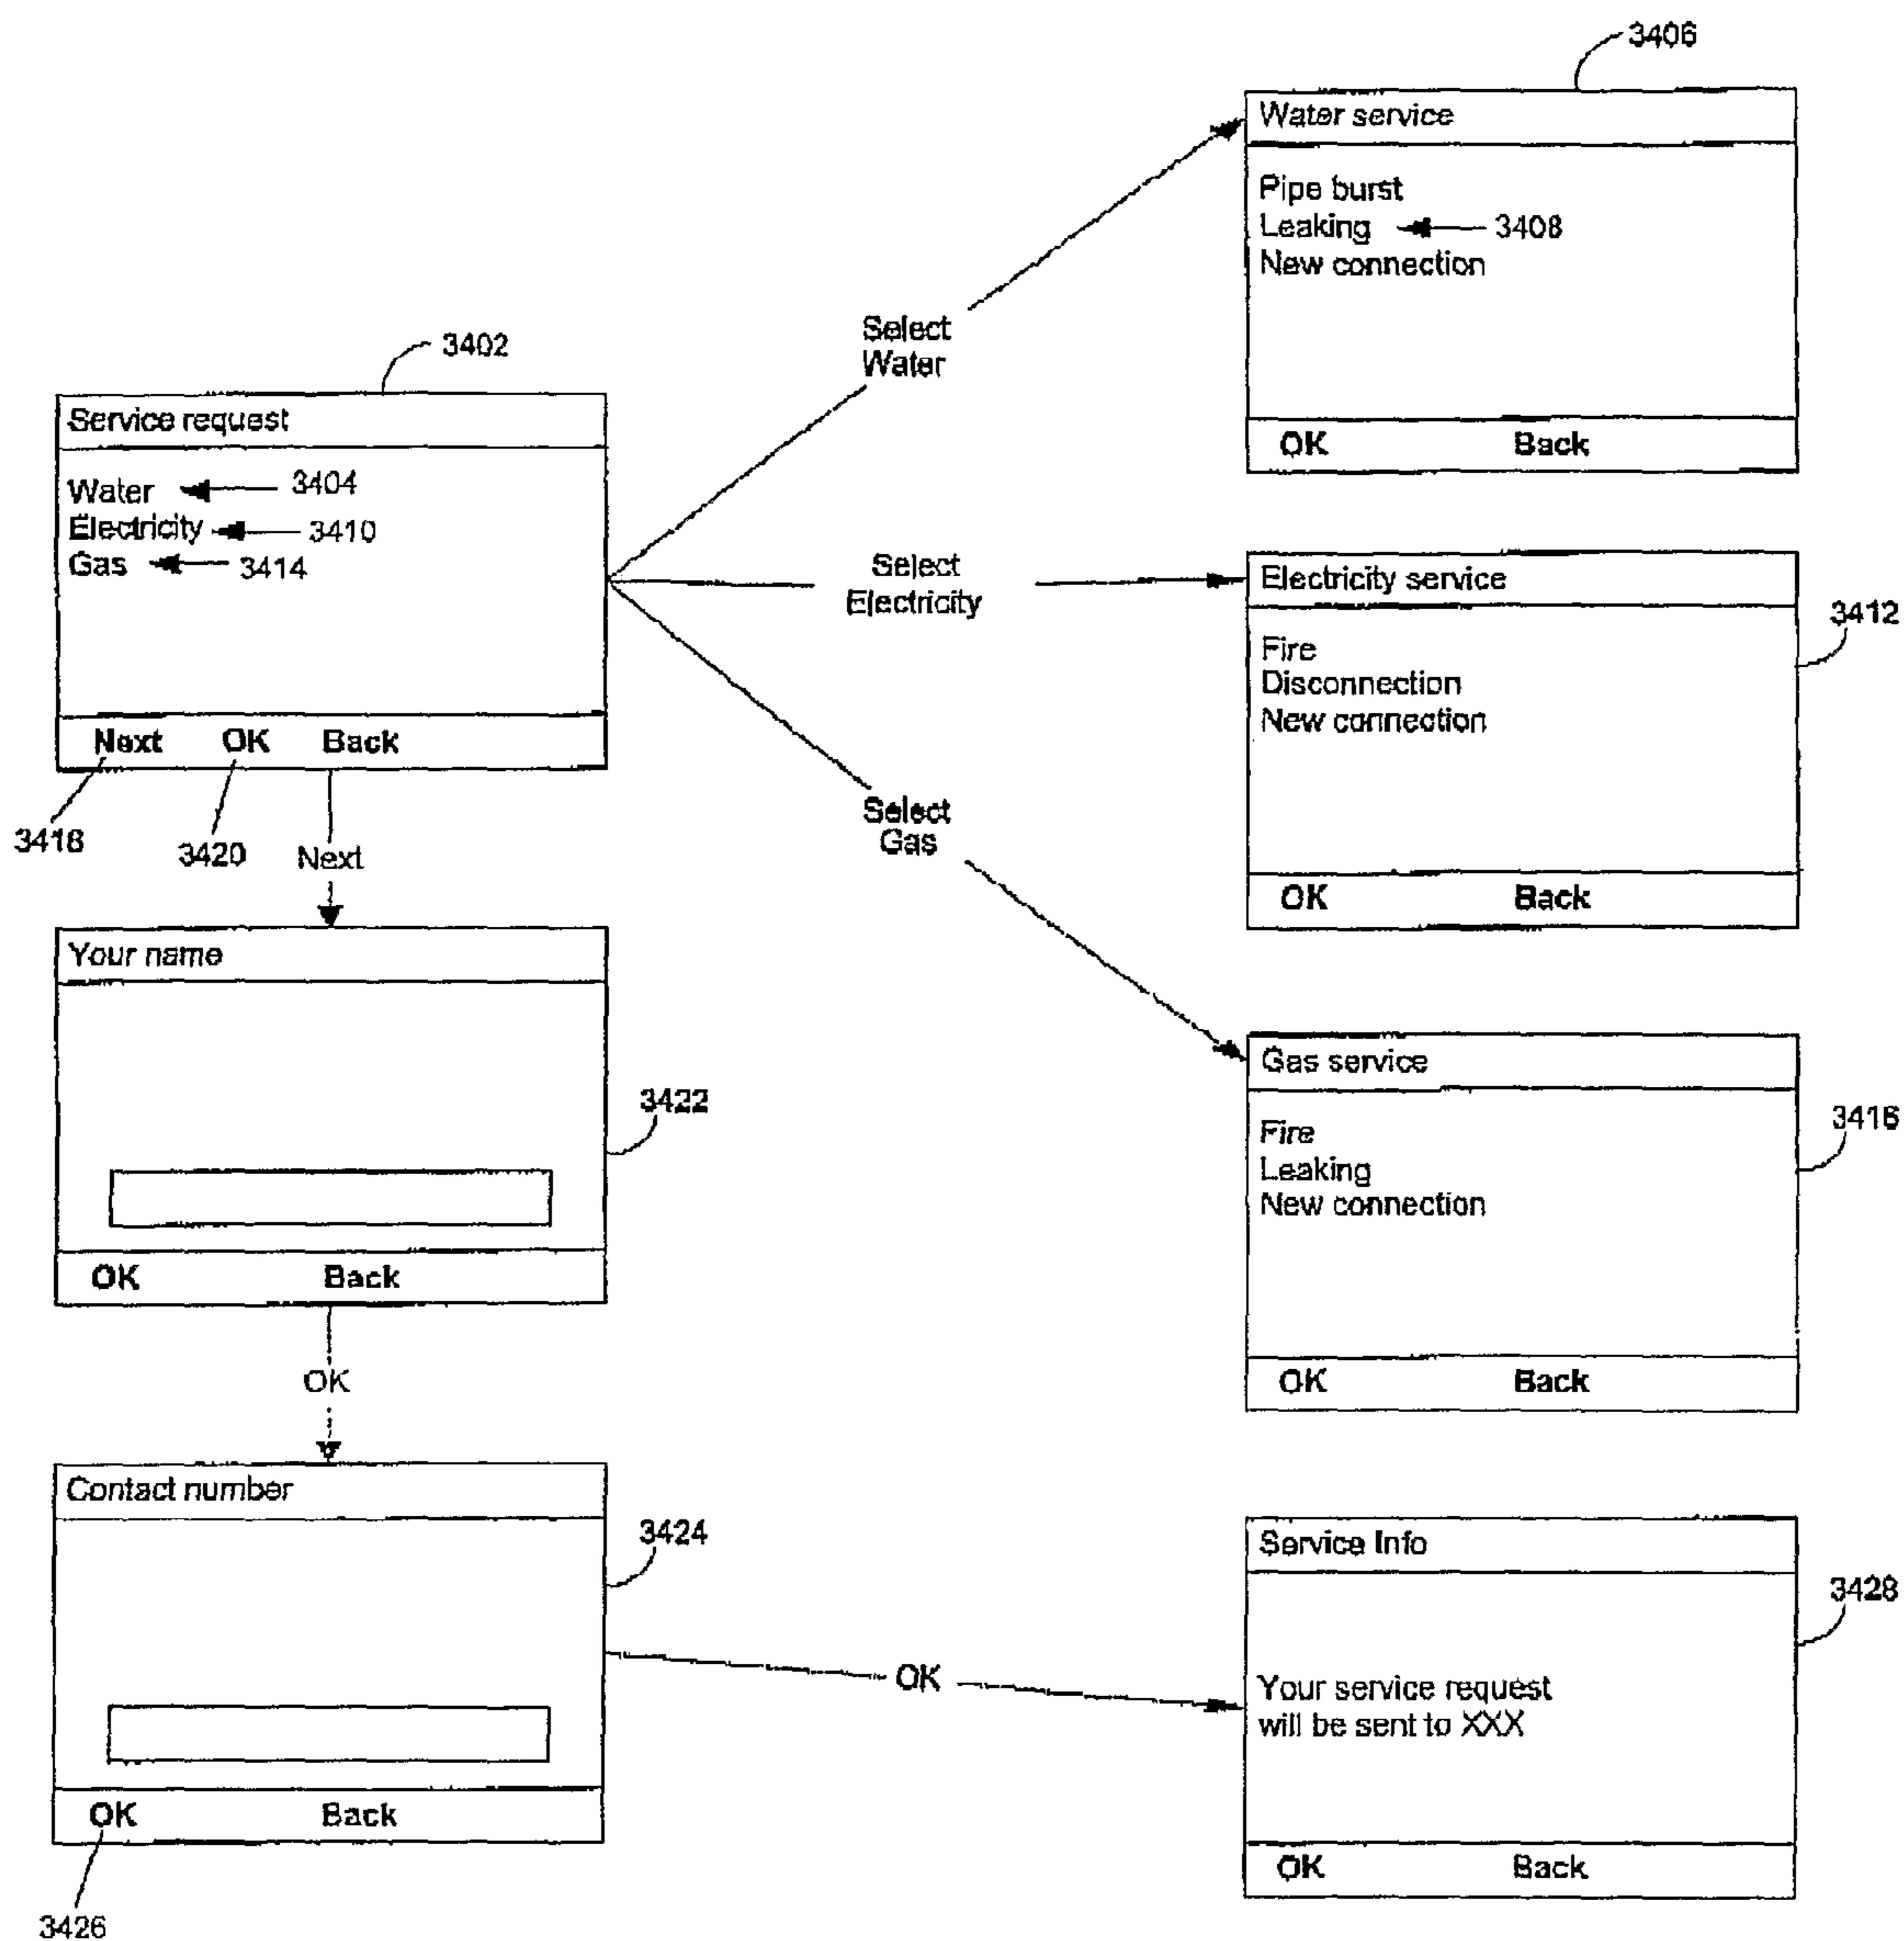 3406
Water service
Pipe burst
Leaking 3408
New connection
OK Back
Select
Water
3402
Service request
Water 3404
Electricity 3410
Gas 3414
Next OK Back
3418
3420
Next
Select
Electricity
Electricity service
3412
Fire
Disconnection
New connection
OK Back
Select
Gas
Your name
3422
OK Back
Gas service
3416
Fire
Leaking
New connection
OK Back
OK
Contact number
3424
OK Back
3426
OK
Service Info
3428
Your service request
will be sent to XXX
OK Back